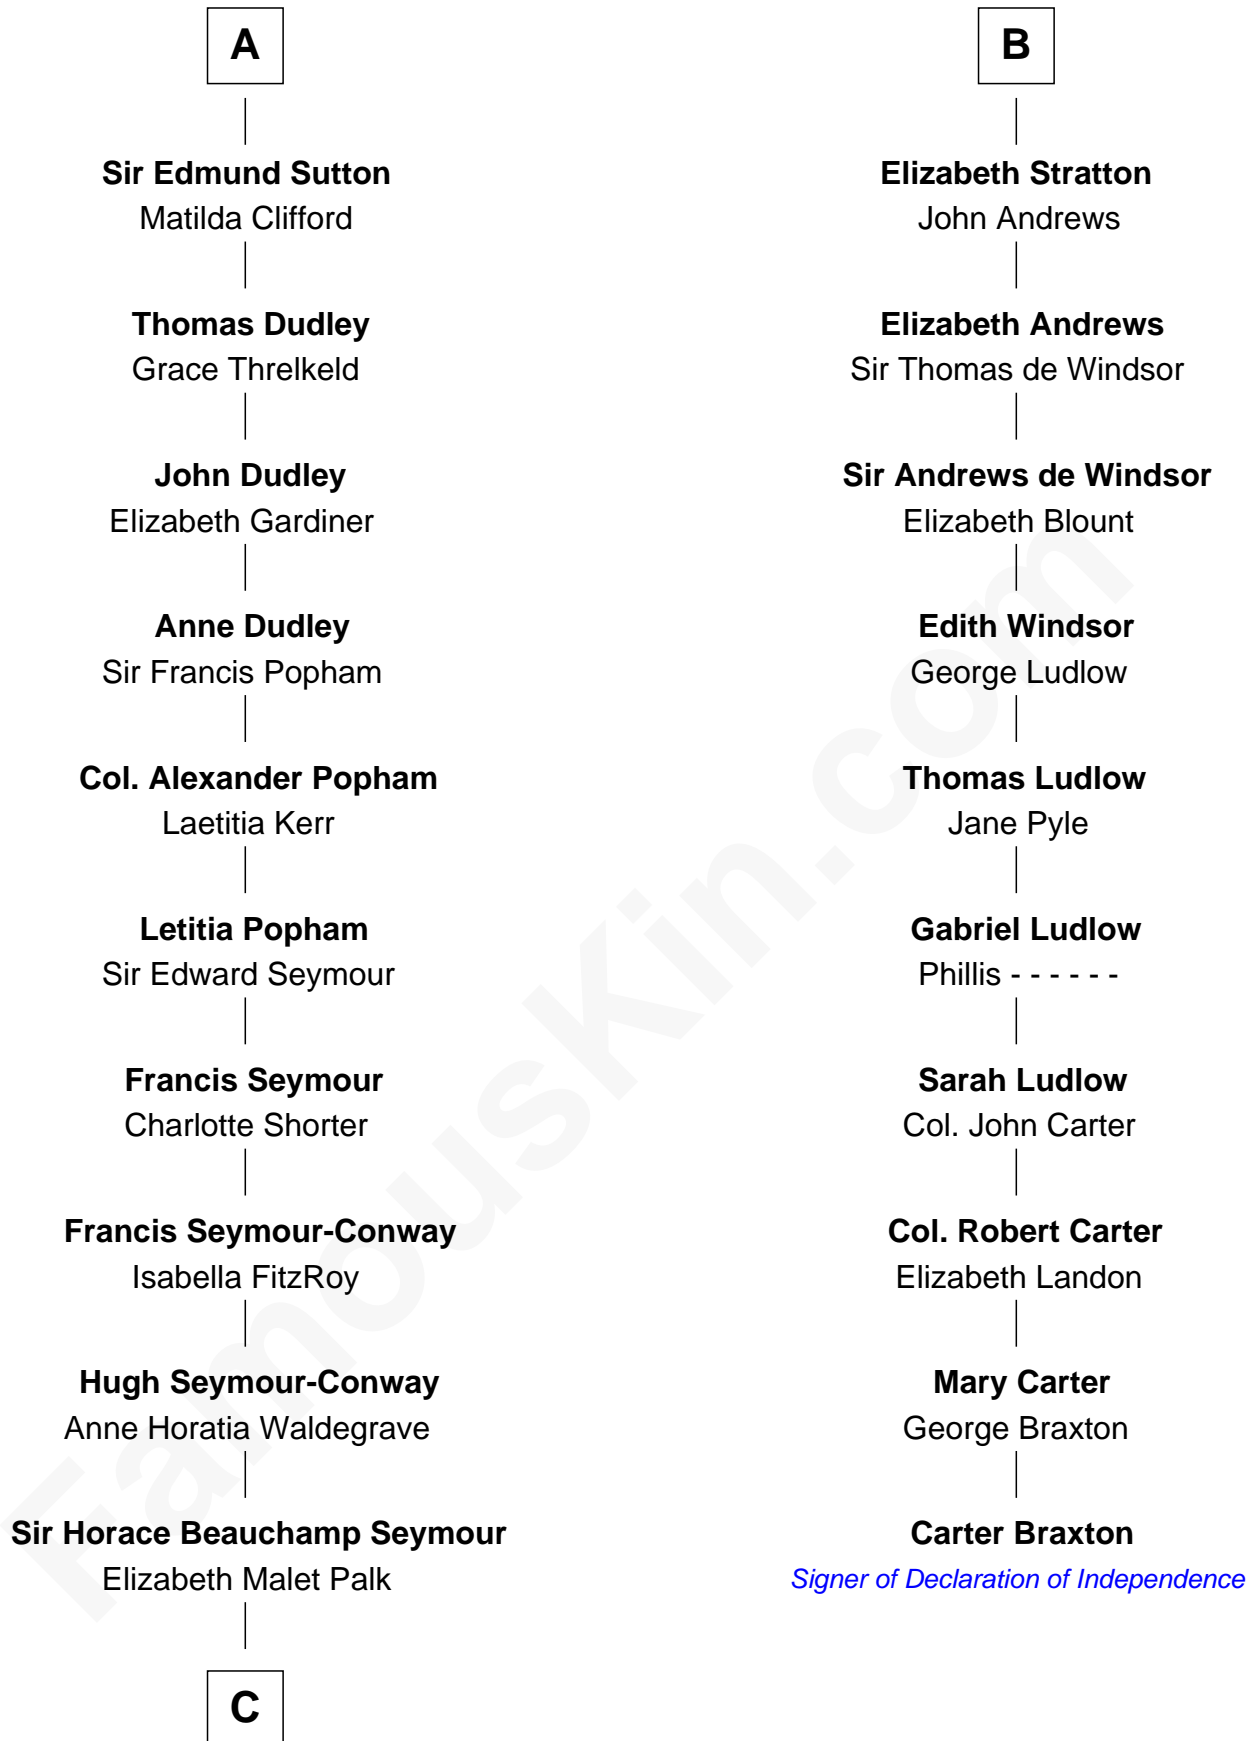 A
Sir Edmund Sutton
Matilda Clifford
Thomas Dudley
Grace Threlkeld
John Dudley
Elizabeth Gardiner
Anne Dudley
Sir Francis Popham
Col. Alexander Popham
Laetitia Kerr
Letitia Popham
Sir Edward Seymour
Francis Seymour
Charlotte Shorter
Francis Seymour-Conway
Isabella FitzRoy
Hugh Seymour-Conway
Anne Horatia Waldegrave
Sir Horace Beauchamp Seymour
Elizabeth Malet Palk
C
B
Elizabeth Stratton
John Andrews
Elizabeth Andrews
Sir Thomas de Windsor
Sir Andrews de Windsor
Elizabeth Blount
Edith Windsor
George Ludlow
Thomas Ludlow
Jane Pyle
Gabriel Ludlow
Phillis - - - - - -
Sarah Ludlow
Col. John Carter
Col. Robert Carter
Elizabeth Landon
Mary Carter
George Braxton
Carter Braxton
Signer of Declaration of Independence
FamousKin.com